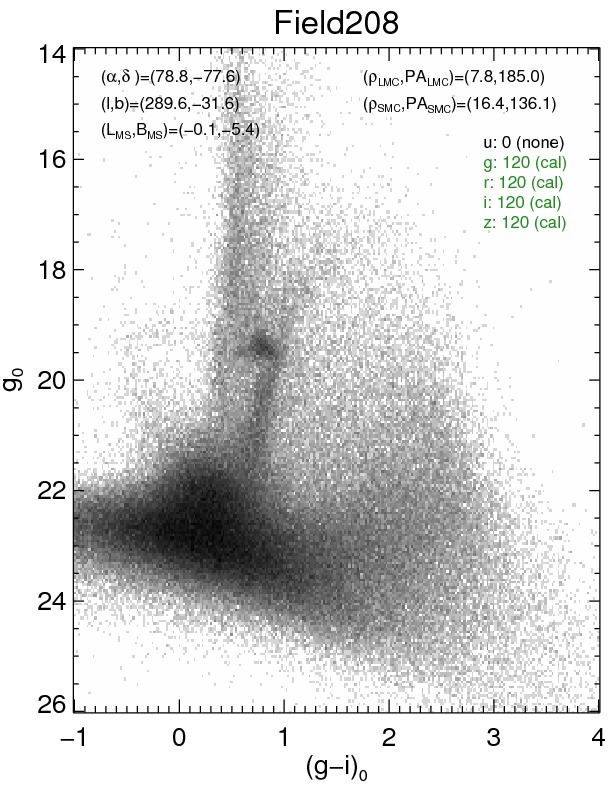 Field208
(α,δ )=(78.8,−77.6)
(ρLMC,PALMC)=(7.8,185.0)
(l,b)=(289.6,−31.6)
(ρSMC,PASMC)=(16.4,136.1)
(LMS,BMS)=(−0.1,−5.4)
u: 0 (none)
g: 120 (cal)
r: 120 (cal)
i: 120 (cal)
z: 120 (cal)
14
16
18
20
22
24
26
g0
−1 0 1 2 3 4
(g−i)0